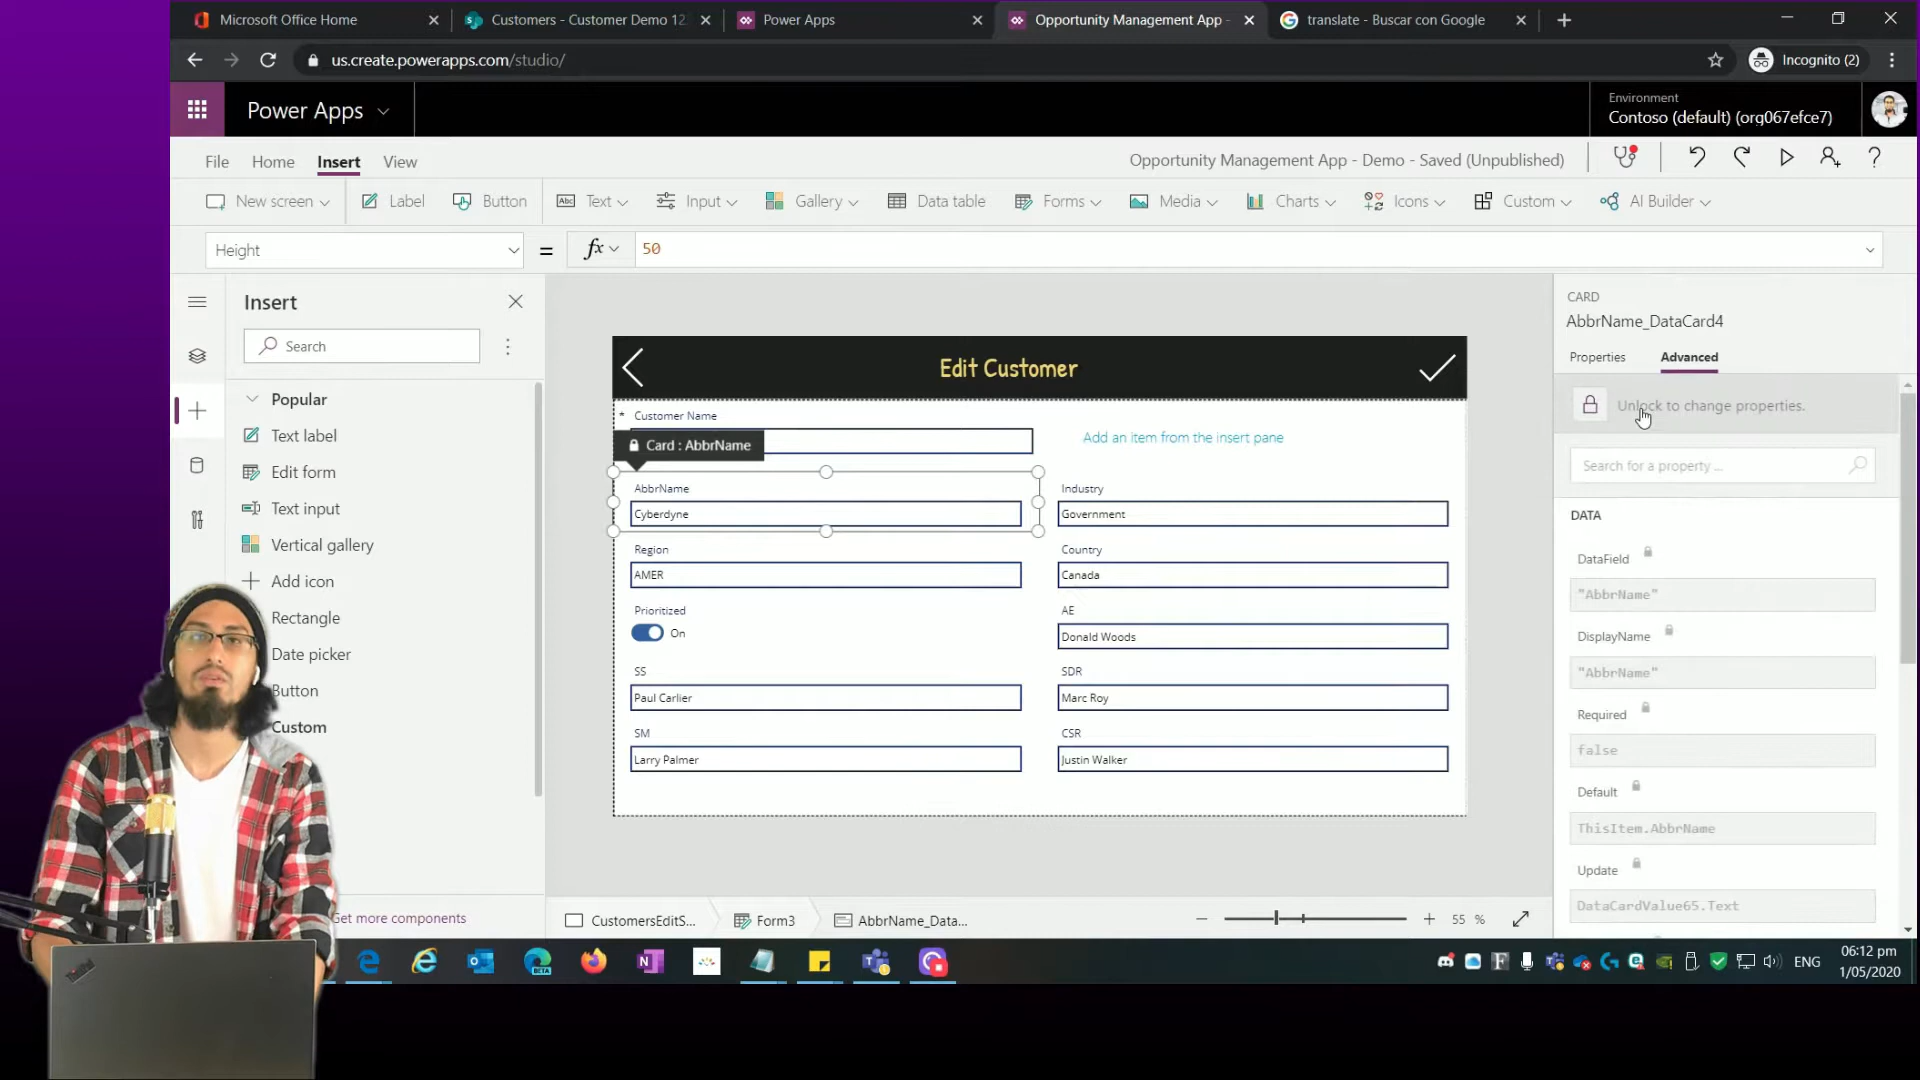 Microsoft Office Home
Customers - Customer Demo 12
Power Apps
Opportunity Management App -
translate - Buscar con Google
us.create.powerapps.com/studio/
Incognito (2)
Power Apps
Environment
Contoso (default) (org067efce7)
File
Home
Insert
View
Opportunity Management App - Demo - Saved (Unpublished)
New screen
Label
Button
Abc
Text
Input
Gallery
Data table
Forms
Media
Charts
Icons
Custom
AI Builder
Height
=
fx
50
Insert
Search
Popular
Text label
Edit form
Text input
Vertical gallery
Add icon
Rectangle
Date picker
Button
Custom
Get more components
Edit Customer
* Customer Name
Card : AbbrName
Add an item from the insert pane
AbbrName
Cyberdyne
Industry
Government
Region
AMER
Country
Canada
Prioritized
On
AE
Donald Woods
SS
Paul Carlier
SDR
Marc Roy
SM
Larry Palmer
CSR
Justin Walker
CustomersEditS...
Form3
AbbrName_Data...
55 %
CARD
AbbrName_DataCard4
Properties
Advanced
Unlock to change properties.
Search for a property ...
DATA
DataField
"AbbrName"
DisplayName
"AbbrName"
Required
false
Default
ThisItem.AbbrName
Update
DataCardValue65.Text
ENG
06:12 pm
1/05/2020